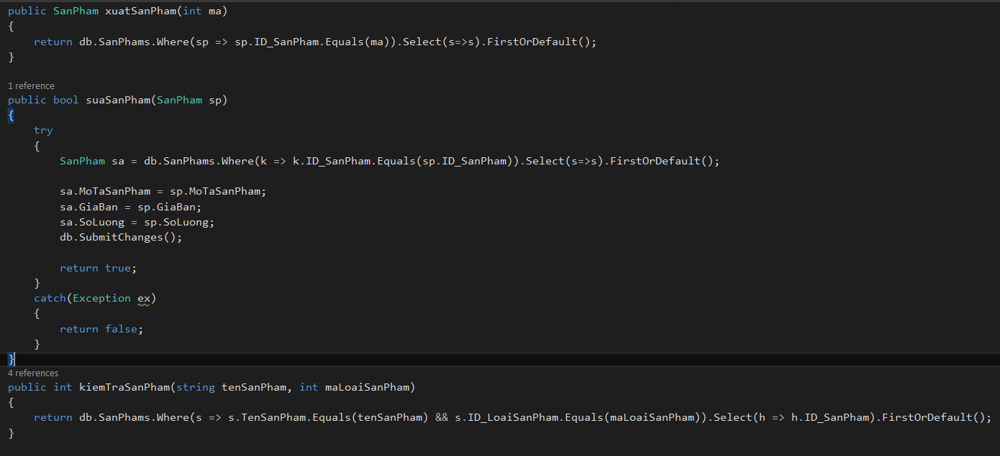 public SanPham xuatSanPham(int ma)
{
    return db.SanPhams.Where(sp => sp.ID_SanPham.Equals(ma)).Select(s=>s).FirstOrDefault();
}
1 reference
public bool suaSanPham(SanPham sp)
{
    try
    {
        SanPham sa = db.SanPhams.Where(k => k.ID_SanPham.Equals(sp.ID_SanPham)).Select(s=>s).FirstOrDefault();
        sa.MoTaSanPham = sp.MoTaSanPham;
        sa.GiaBan = sp.GiaBan;
        sa.SoLuong = sp.SoLuong;
        db.SubmitChanges();
        return true;
    }
    catch(Exception ex)
    {
        return false;
    }
}
4 references
public int kiemTraSanPham(string tenSanPham, int maLoaiSanPham)
{
    return db.SanPhams.Where(s => s.TenSanPham.Equals(tenSanPham) && s.ID_LoaiSanPham.Equals(maLoaiSanPham)).Select(h => h.ID_SanPham).FirstOrDefault();
}